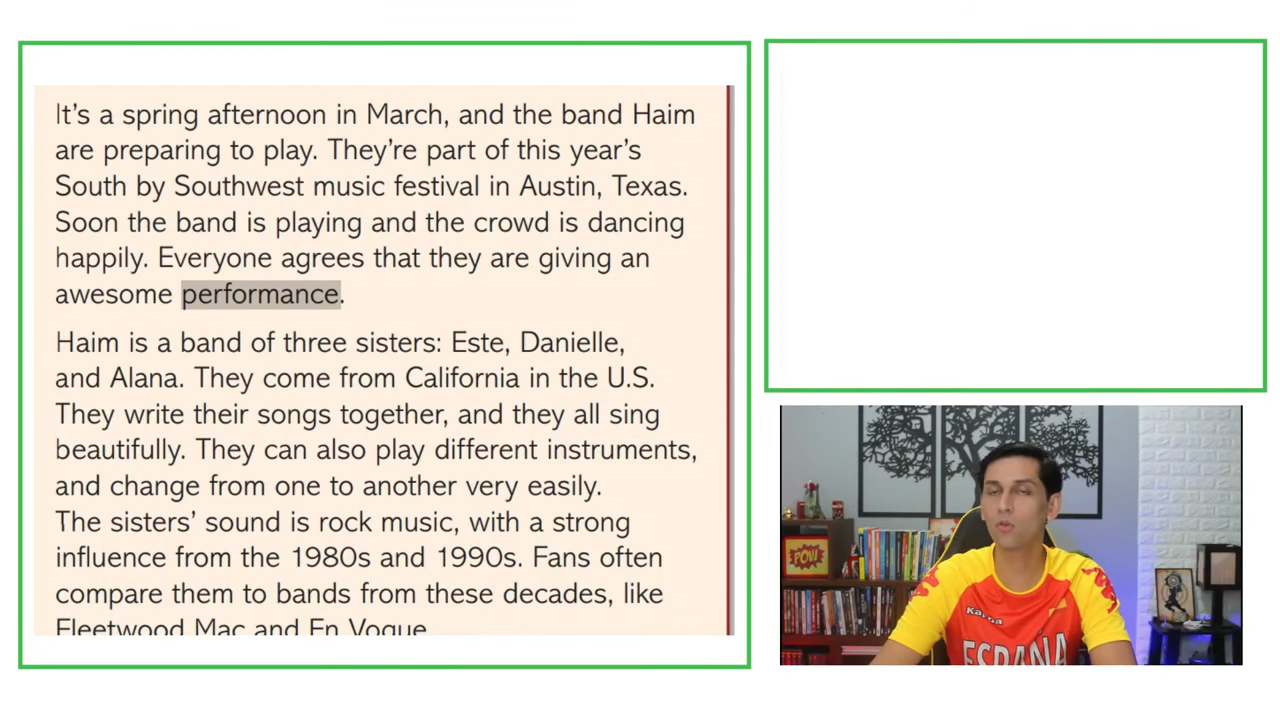 It's a spring afternoon in March, and the band Haim
are preparing to play. They're part of this year's
South by Southwest music festival in Austin, Texas.
Soon the band is playing and the crowd is dancing
happily. Everyone agrees that they are giving an
awesome performance.
Haim is a band of three sisters: Este, Danielle,
and Alana. They come from California in the U.S.
They write their songs together, and they all sing
beautifully. They can also play different instruments,
and change from one to another very easily.
The sisters' sound is rock music, with a strong
influence from the 1980s and 1990s. Fans often
compare them to bands from these decades, like
Fleetwood Mac and En Vogue.
POW
Kappa
ESPAÑA